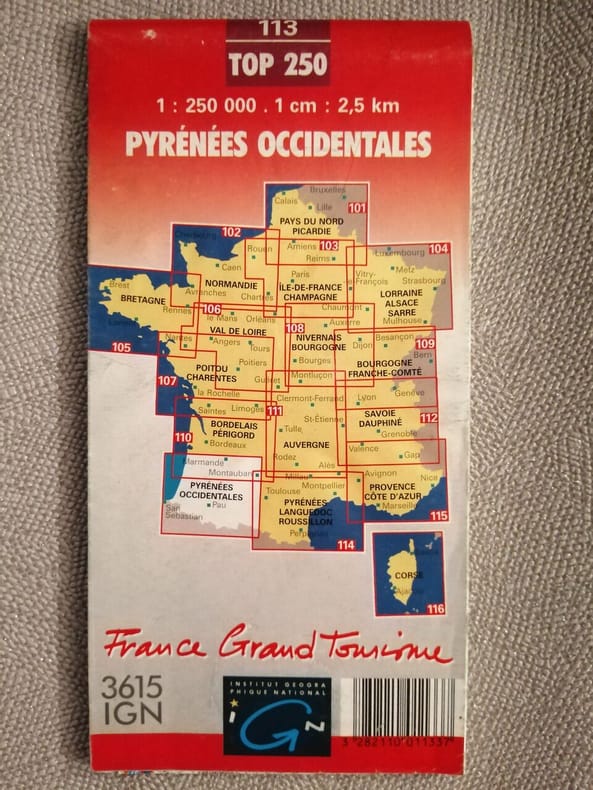 113
TOP 250
1 : 250 000 . 1 cm : 2,5 km
PYRÉNÉES OCCIDENTALES
Bruxelles
Calais
Lille
101
PAYS DU NORD
PICARDIE
Cherbourg
102
Rouen
Amiens
103
Reims
Luxembourg
104
Caen
Paris
Vitry-
le-François
Metz
Strasbourg
Brest
BRETAGNE
Avranches
NORMANDIE
Chartres
ÎLE-DE-FRANCE
CHAMPAGNE
LORRAINE
ALSACE
SARRE
Rennes
106
le Mans
Orléans
Chaumont
Auxerre
Mulhouse
VAL DE LOIRE
108
NIVERNAIS
BOURGOGNE
Dijon
Besançon
109
Nantes
Angers
Tours
Bern
105
107
POITOU
CHARENTES
Poitiers
Bourges
BOURGOGNE
FRANCHE-COMTÉ
Guéret
Montluçon
la Rochelle
Clermont-Ferrand
Lyon
Genève
Saintes
Limoges
111
St-Étienne
SAVOIE
DAUPHINÉ
112
110
BORDELAIS
PÉRIGORD
Tulle
Grenoble
Bordeaux
AUVERGNE
Valence
Gap
Marmande
Rodez
Alès
Montauban
Millau
Avignon
Nice
PYRÉNÉES
OCCIDENTALES
Toulouse
Montpellier
PROVENCE
CÔTE D'AZUR
San
Sebastian
Pau
PYRÉNÉES
LANGUEDOC
ROUSSILLON
Marseille
115
Perpignan
114
CORSE
Ajaccio
116
France Grand Tourisme
3615
IGN
INSTITUT GEOGRA
PHIQUE NATIONAL
IGN
3 282110 011337